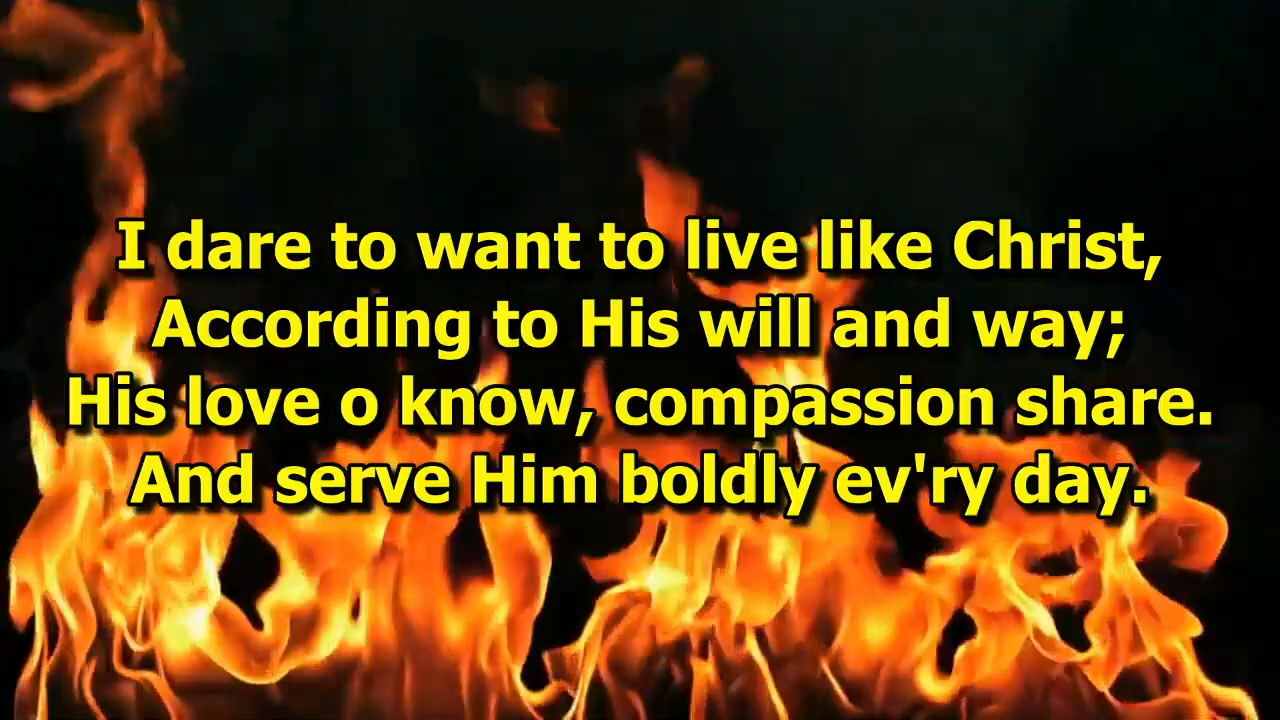 I dare to want to live like Christ,
According to His will and way;
His love o know, compassion share.
And serve Him boldly ev'ry day.